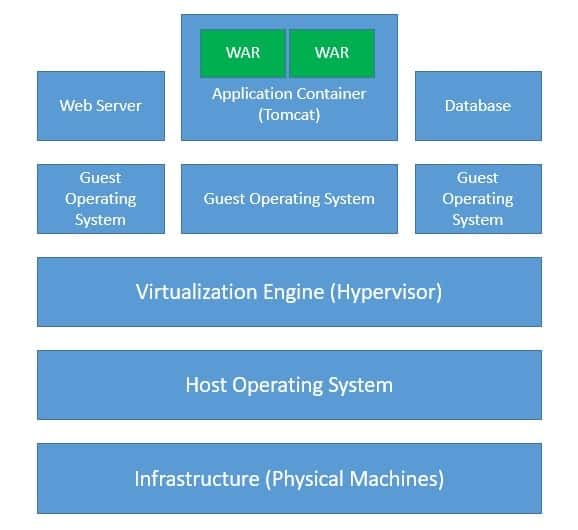 WAR
WAR
Application Container
(Tomcat)
Web Server
Database
Guest
Operating
System
Guest Operating System
Guest
Operating
System
Virtualization Engine (Hypervisor)
Host Operating System
Infrastructure (Physical Machines)